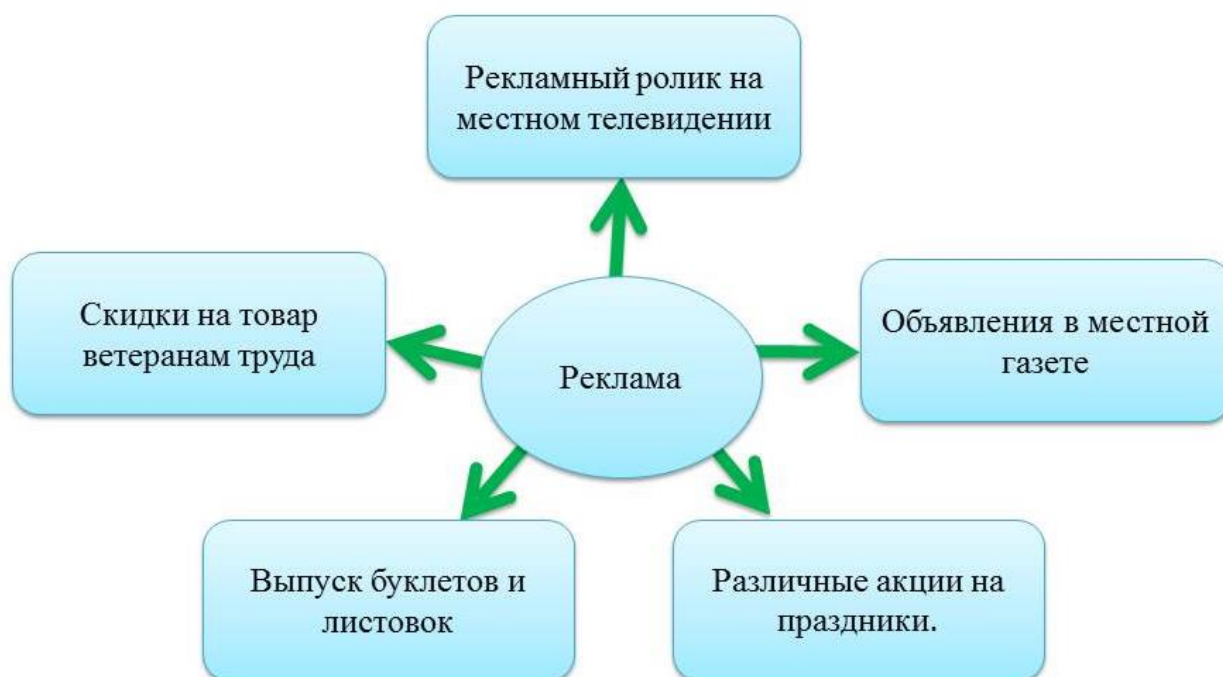 Рекламный ролик на
местном телевидении
Скидки на товар
ветеранам труда
Объявления в местной
газете
Реклама
Выпуск буклетов и
листовок
Различные акции на
праздники.